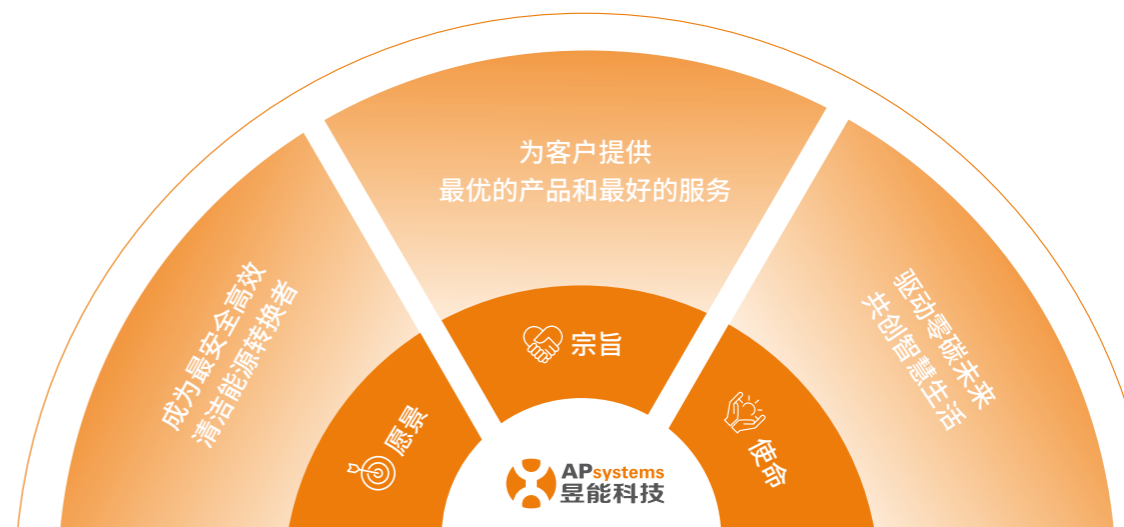 为客户提供
最优的产品和最好的服务
宗旨
成为最安全高效
清洁能源转换者
愿景
驱动零碳未来
共创智慧生活
使命
APsystems
昱能科技